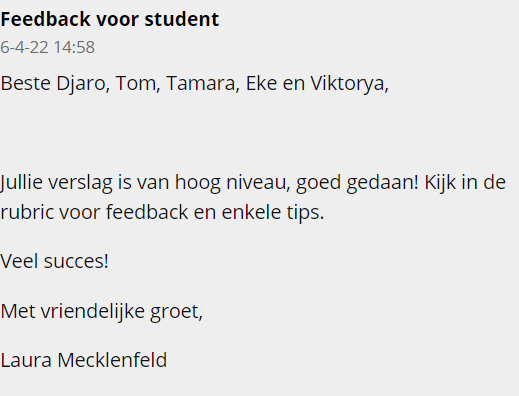 Feedback voor student
6-4-22 14:58
Beste Djaro, Tom, Tamara, Eke en Viktorya,
Jullie verslag is van hoog niveau, goed gedaan! Kijk in de
rubric voor feedback en enkele tips.
Veel succes!
Met vriendelijke groet,
Laura Mecklenfeld